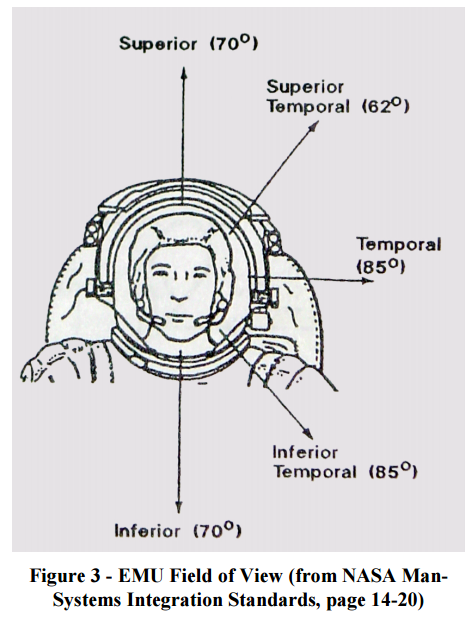 Superior (70°)
Superior
Temporal (62°)
Temporal
(85°)
Inferior
Temporal (85°)
Inferior (70°)
Figure 3 - EMU Field of View (from NASA Man-
Systems Integration Standards, page 14-20)